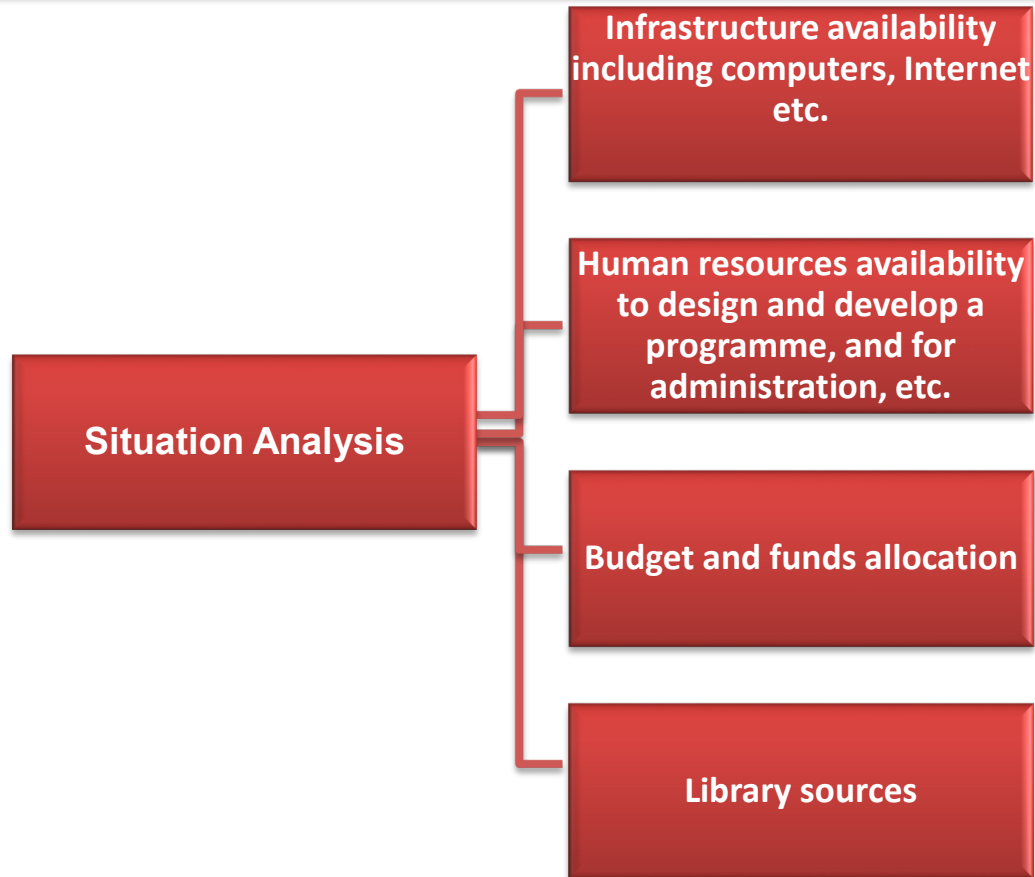 Infrastructure availability
including computers, Internet
etc.
Human resources availability
to design and develop a
programme, and for
administration, etc.
Situation Analysis
Budget and funds allocation
Library sources